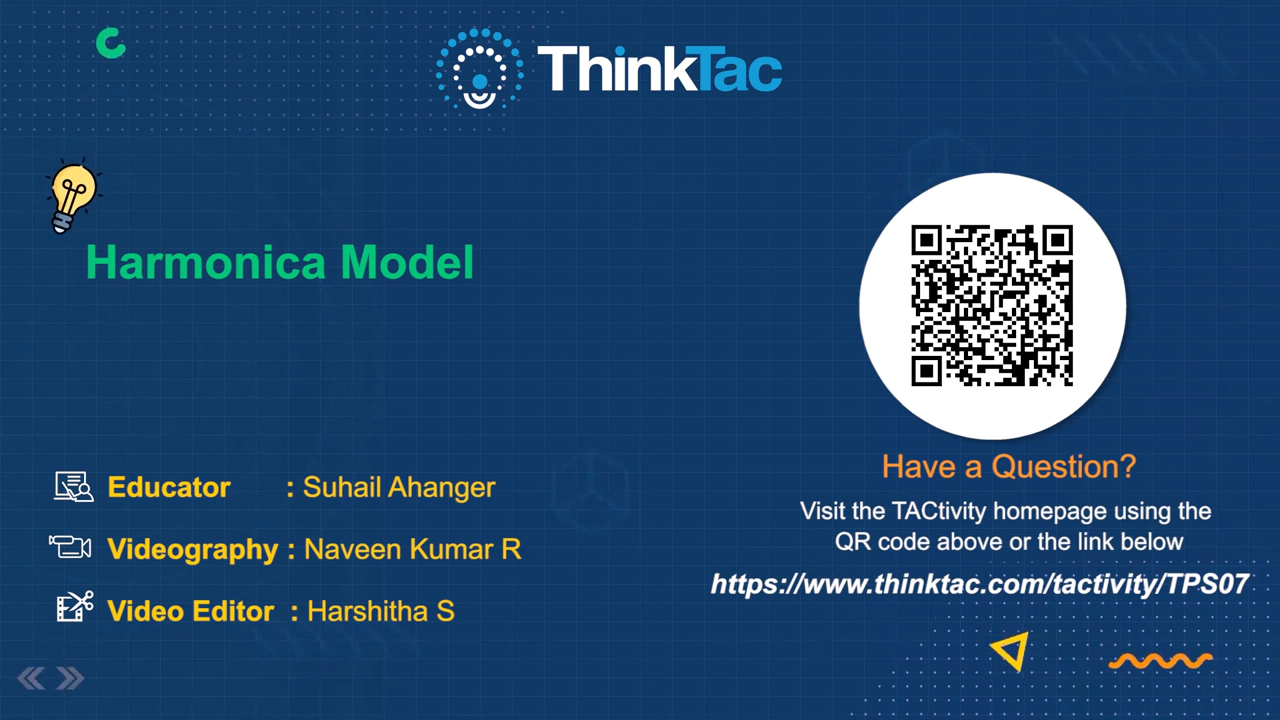 ThinkTac
Harmonica Model
Educator : Suhail Ahanger
Videography : Naveen Kumar R
Video Editor : Harshitha S
Have a Question?
Visit the TACtivity homepage using the
QR code above or the link below
https://www.thinktac.com/tactivity/TPS07